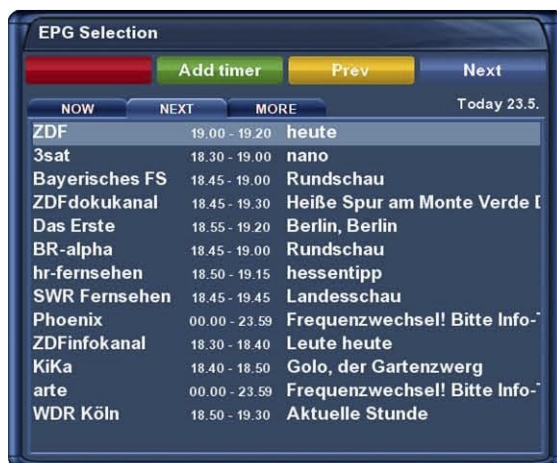 EPG Selection
Add timer Prev Next
NOW NEXT MORE Today 23.5.
ZDF 19.00 - 19.20 heute
3sat 18.30 - 19.00 nano
Bayerisches FS 18.45 - 19.00 Rundschau
ZDFdokukanal 18.45 - 19.30 Heiße Spur am Monte Verde
Das Erste 18.55 - 19.20 Berlin, Berlin
BR-alpha 18.45 - 19.00 Rundschau
hr-fernsehen 18.50 - 19.15 hessentipp
SWR Fernsehen 18.45 - 19.45 Landesschau
Phoenix 00.00 - 23.59 Frequenzwechsel! Bitte Info-
ZDFinfokanal 18.30 - 18.40 Leute heute
KiKa 18.40 - 18.50 Golo, der Gartenzwerg
arte 00.00 - 23.59 Frequenzwechsel! Bitte Info-
WDR Köln 18.50 - 19.30 Aktuelle Stunde